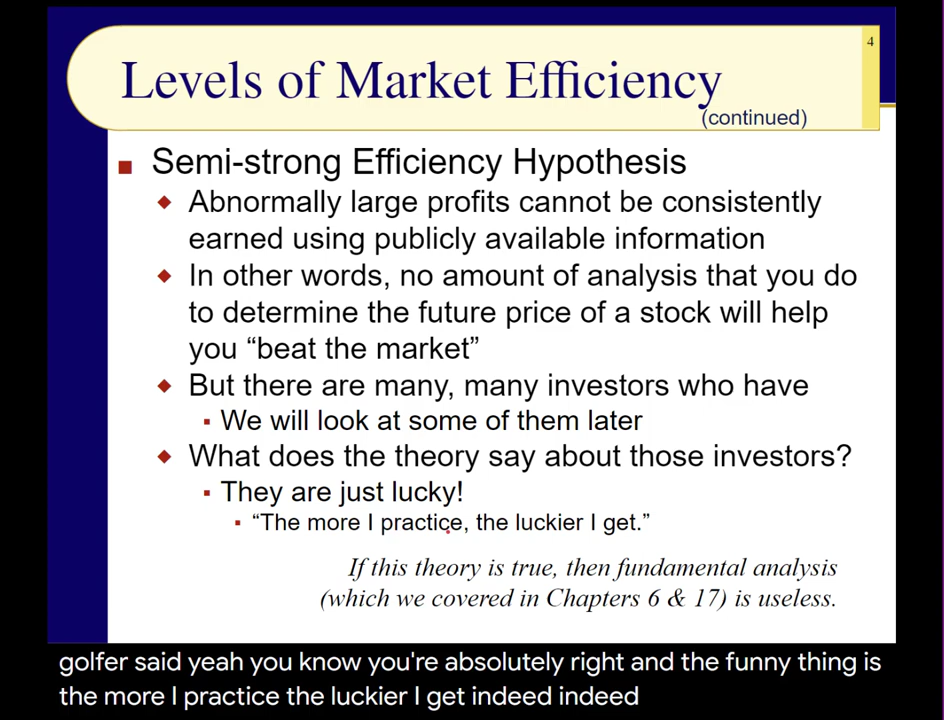 4
Levels of Market Efficiency
(continued)
■ Semi-strong Efficiency Hypothesis
◆ Abnormally large profits cannot be consistently
earned using publicly available information
◆ In other words, no amount of analysis that you do
to determine the future price of a stock will help
you “beat the market”
◆ But there are many, many investors who have
▪ We will look at some of them later
◆ What does the theory say about those investors?
▪ They are just lucky!
▪ “The more I practice, the luckier I get.”
If this theory is true, then fundamental analysis
(which we covered in Chapters 6 & 17) is useless.
golfer said yeah you know you're absolutely right and the funny thing is
the more I practice the luckier I get indeed indeed